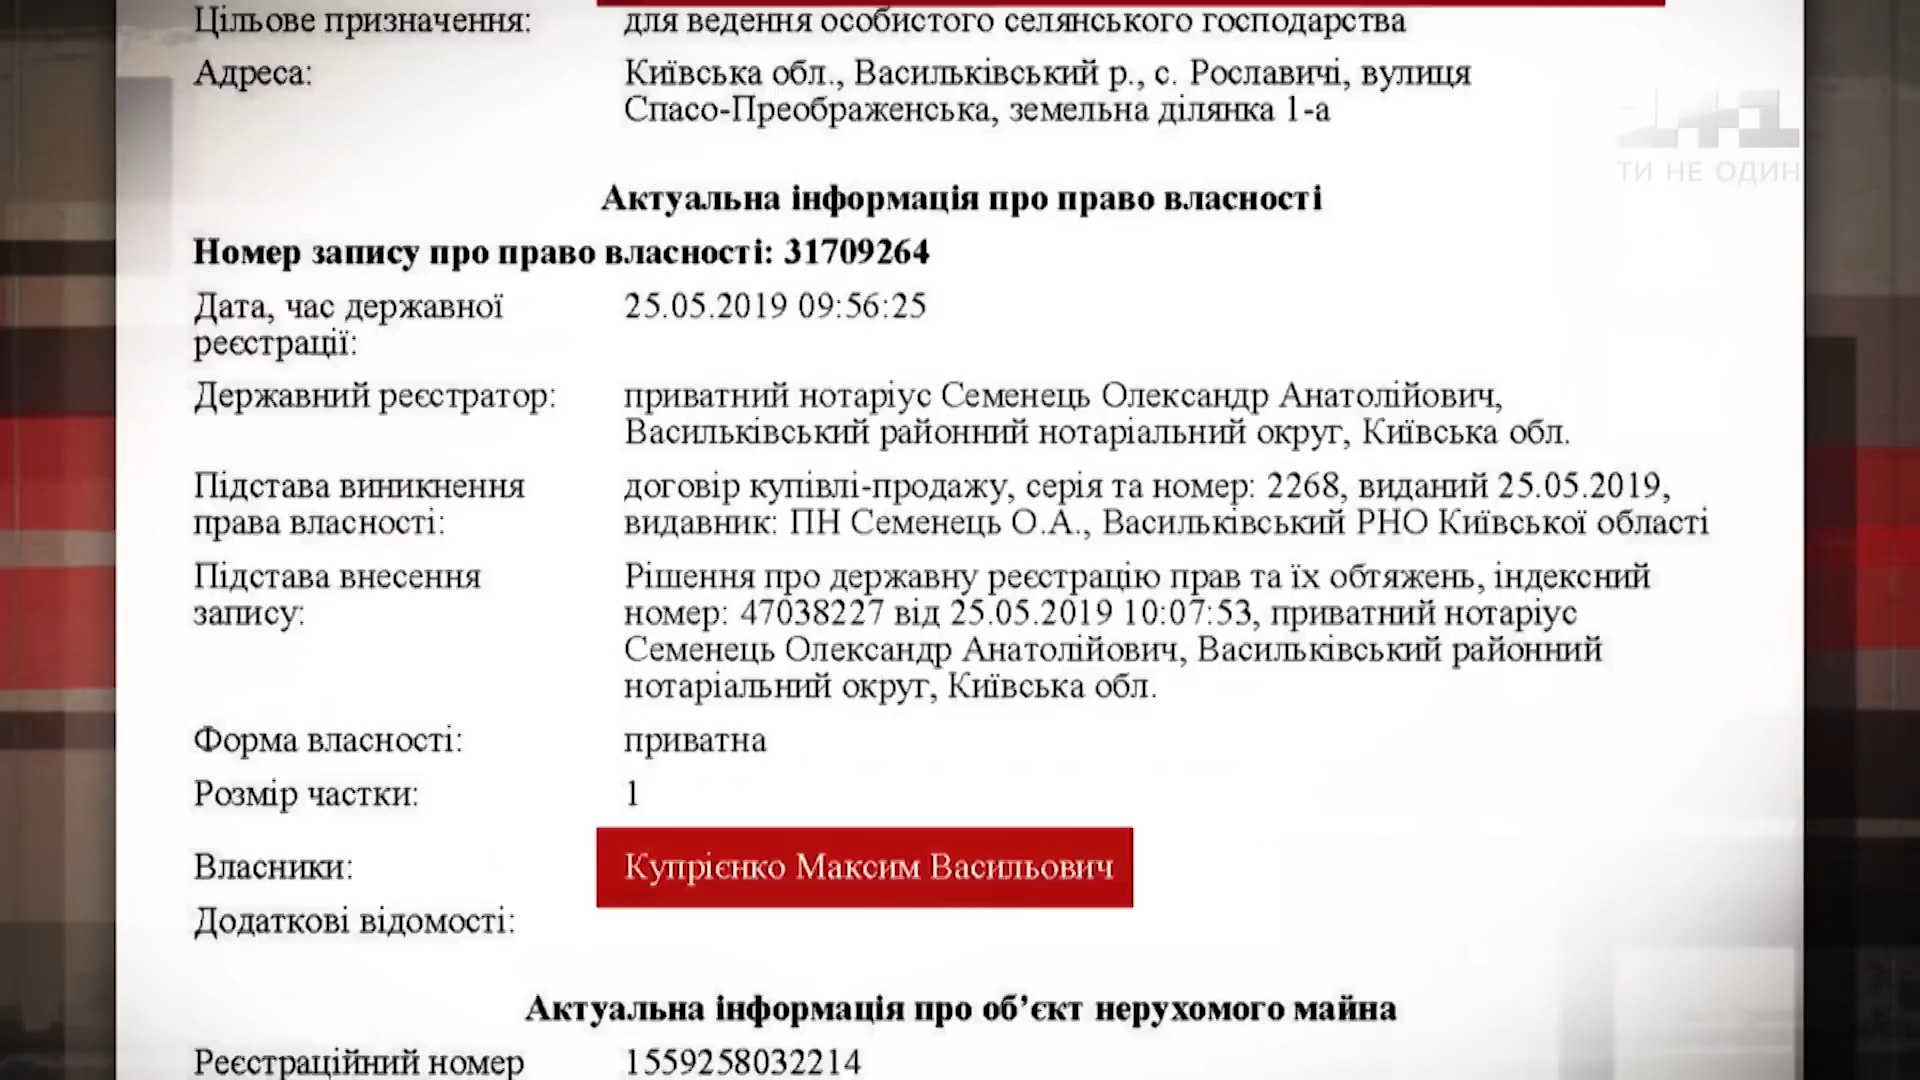 Цільове призначення: для ведення особистого селянського господарства
Адреса: Київська обл., Васильківський р., с. Рославичі, вулиця
Спасо-Преображенська, земельна ділянка 1-а
1+1
ТИ НЕ ОДИН
Актуальна інформація про право власності
Номер запису про право власності: 31709264
Дата, час державної 25.05.2019 09:56:25
реєстрації:
Державний реєстратор: приватний нотаріус Семенець Олександр Анатолійович,
Васильківський районний нотаріальний округ, Київська обл.
Підстава виникнення договір купівлі-продажу, серія та номер: 2268, виданий 25.05.2019,
права власності: видавник: ПН Семенець О.А., Васильківський РНО Київської області
Підстава внесення Рішення про державну реєстрацію прав та їх обтяжень, індексний
запису: номер: 47038227 від 25.05.2019 10:07:53, приватний нотаріус
Семенець Олександр Анатолійович, Васильківський районний
нотаріальний округ, Київська обл.
Форма власності: приватна
Розмір частки: 1
Власники: Купрієнко Максим Васильович
Додаткові відомості:
Актуальна інформація про об’єкт нерухомого майна
Реєстраційний номер 1559258032214